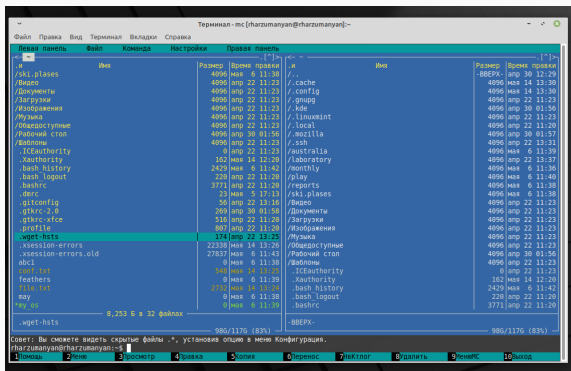 Терминал - mc [rharzumanyan@rharzumanyan]:~
Файл Правка Вид Терминал Вкладки Справка
Левая панель Файл Команда Настройки Правая панель
<- ~ .[^]> <- ~ .[^]>
.и Имя Размер Время правки .и Имя Размер Время правки
/ski.plases 4096 мая 6 11:38 /.. -ВВЕРХ- апр 30 12:29
/Видео 4096 апр 22 11:23 /.cache 4096 мая 14 13:30
/Документы 4096 апр 22 11:23 /.config 4096 мая 14 13:30
/Загрузки 4096 апр 22 11:23 /.gnupg 4096 апр 22 11:23
/Изображения 4096 апр 22 11:23 /.kde 4096 апр 30 01:56
/Музыка 4096 апр 22 11:23 /.linuxmint 4096 апр 22 11:23
/Общедоступные 4096 апр 22 11:23 /.local 4096 апр 22 11:20
/Рабочий стол 4096 апр 30 01:56 /.mozilla 4096 апр 30 01:57
/Шаблоны 4096 апр 22 11:23 /.ssh 4096 апр 22 13:31
.ICEauthority 0 апр 22 11:23 /australia 4096 мая 6 11:39
.Xauthority 162 мая 14 12:20 /laboratory 4096 апр 22 13:37
.bash_history 2429 мая 6 11:42 /monthly 4096 мая 6 11:36
.bash_logout 220 апр 22 11:20 /play 4096 мая 6 11:40
.bashrc 3771 апр 22 11:20 /reports 4096 мая 6 11:38
.dmrc 23 мая 5 17:13 /ski.plases 4096 мая 6 11:38
.gitconfig 56 апр 22 13:16 /Видео 4096 апр 22 11:23
.gtkrc-2.0 269 апр 30 01:58 /Документы 4096 апр 22 11:23
.gtkrc-xfce 516 апр 22 11:20 /Загрузки 4096 апр 22 11:23
.profile 807 апр 22 11:20 /Изображения 4096 апр 22 11:23
.wget-hsts 174 апр 22 13:25 /Музыка 4096 апр 22 11:23
.xsession-errors 22338 мая 14 13:26 /Общедоступные 4096 апр 22 11:23
.xsession-errors.old 27837 мая 6 11:43 /Рабочий стол 4096 апр 30 01:56
abc1 0 мая 6 11:38 /Шаблоны 4096 апр 22 11:23
conf.txt 548 мая 14 13:25 .ICEauthority 0 апр 22 11:23
feathers 0 мая 6 11:39 .Xauthority 162 мая 14 12:20
file.txt 2732 мая 14 13:24 .bash_history 2429 мая 6 11:42
may 0 мая 6 11:38 .bash_logout 220 апр 22 11:20
*my_os 0 мая 6 11:39 .bashrc 3771 апр 22 11:20
8,253 Б в 32 файлах
.wget-hsts -ВВЕРХ-
98G/117G (83%) 98G/117G (83%)
Совет: Вы сможете видеть скрытые файлы .*, установив опцию в меню Конфигурация.
rharzumanyan@rharzumanyan:~$
1Помощь 2Меню 3Просмотр 4Правка 5Копия 6Перенос 7НвКтлог 8Удалить 9МенюMC 10Выход